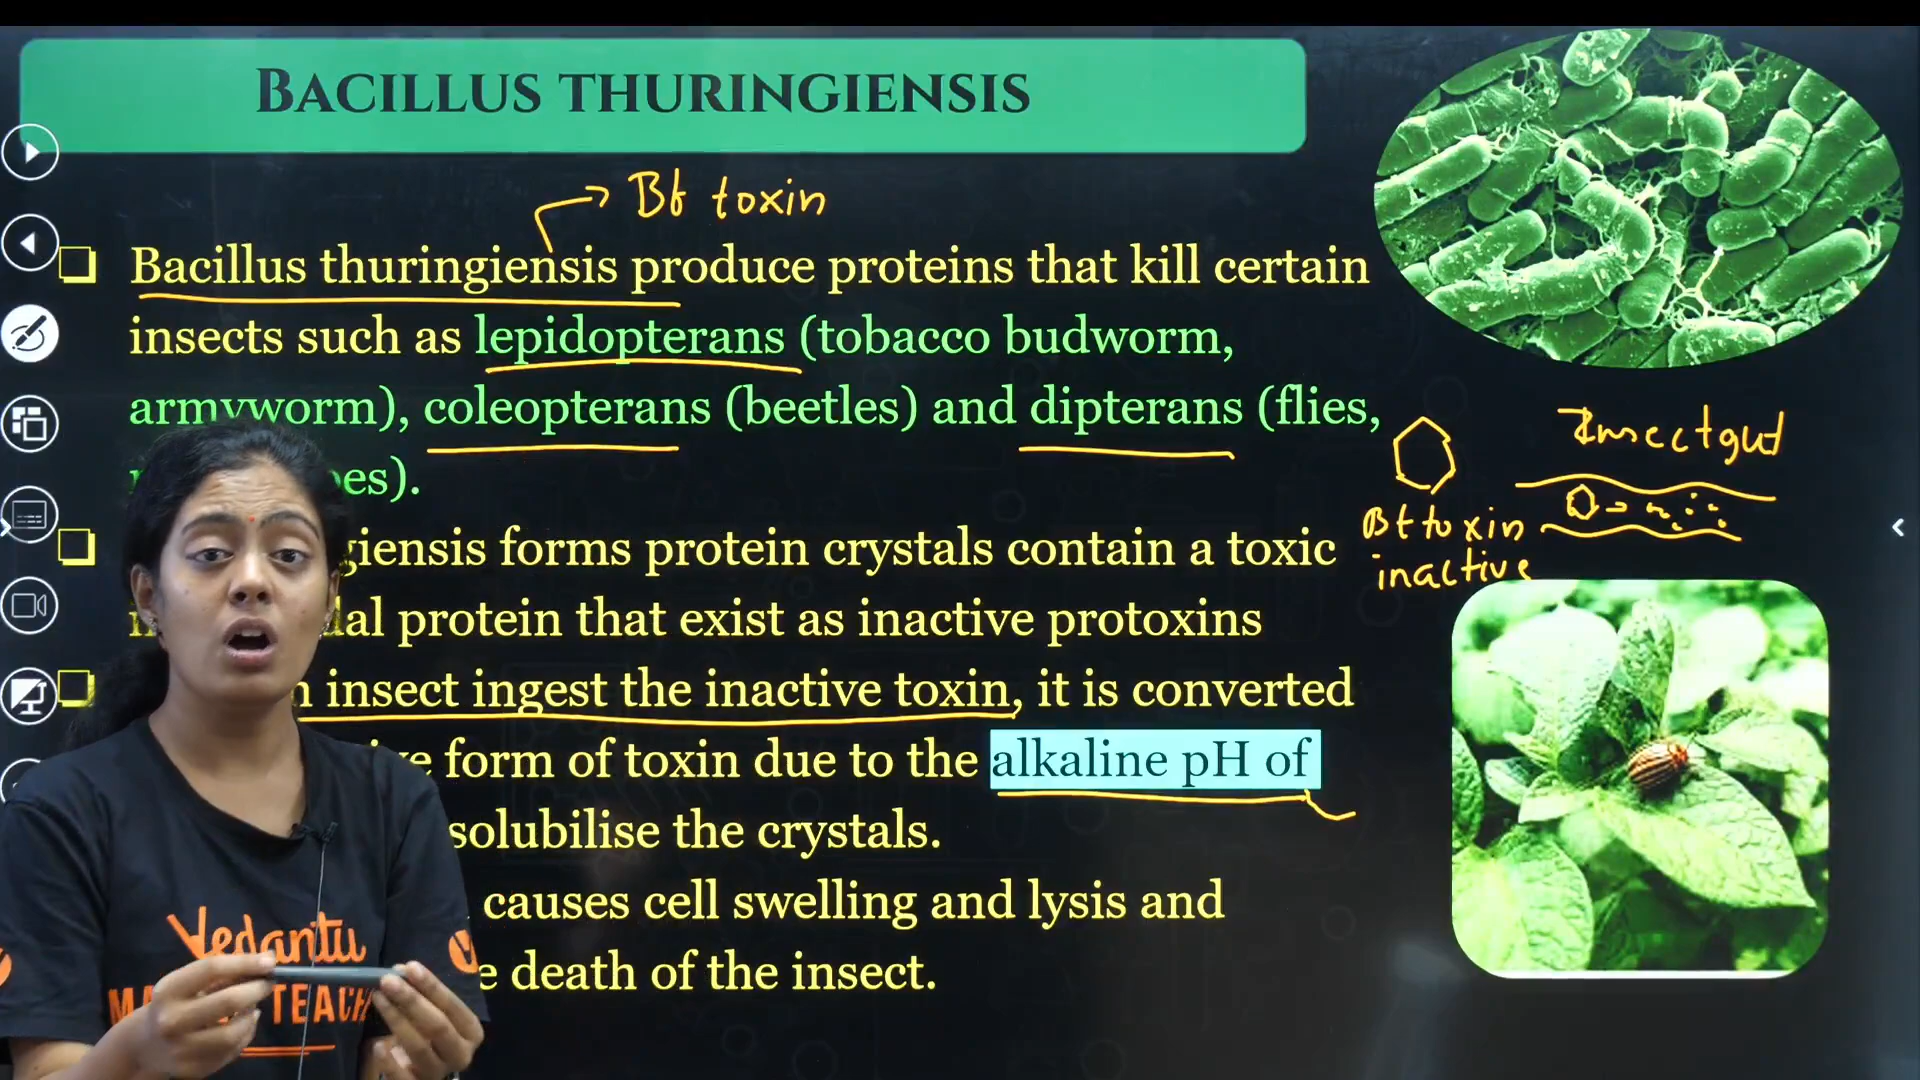 BACILLUS THURINGIENSIS
Bt toxin
Bacillus thuringiensis produce proteins that kill certain
insects such as lepidopterans (tobacco budworm,
armyworm), coleopterans (beetles) and dipterans (flies,
oes).
Insect gut
Bt toxin
inactive
giensis forms protein crystals contain a toxic
dal protein that exist as inactive protoxins
n insect ingest the inactive toxin, it is converted
ive form of toxin due to the alkaline pH of
solubilise the crystals.
causes cell swelling and lysis and
e death of the insect.
Vedantu
TEACH